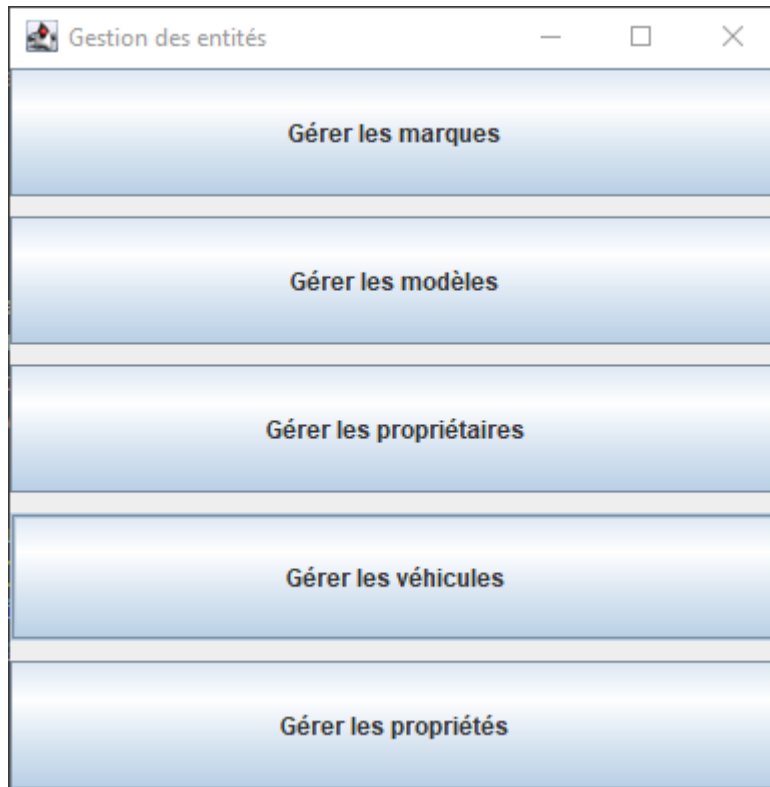 Gestion des entités
Gérer les marques
Gérer les modèles
Gérer les propriétaires
Gérer les véhicules
Gérer les propriétés